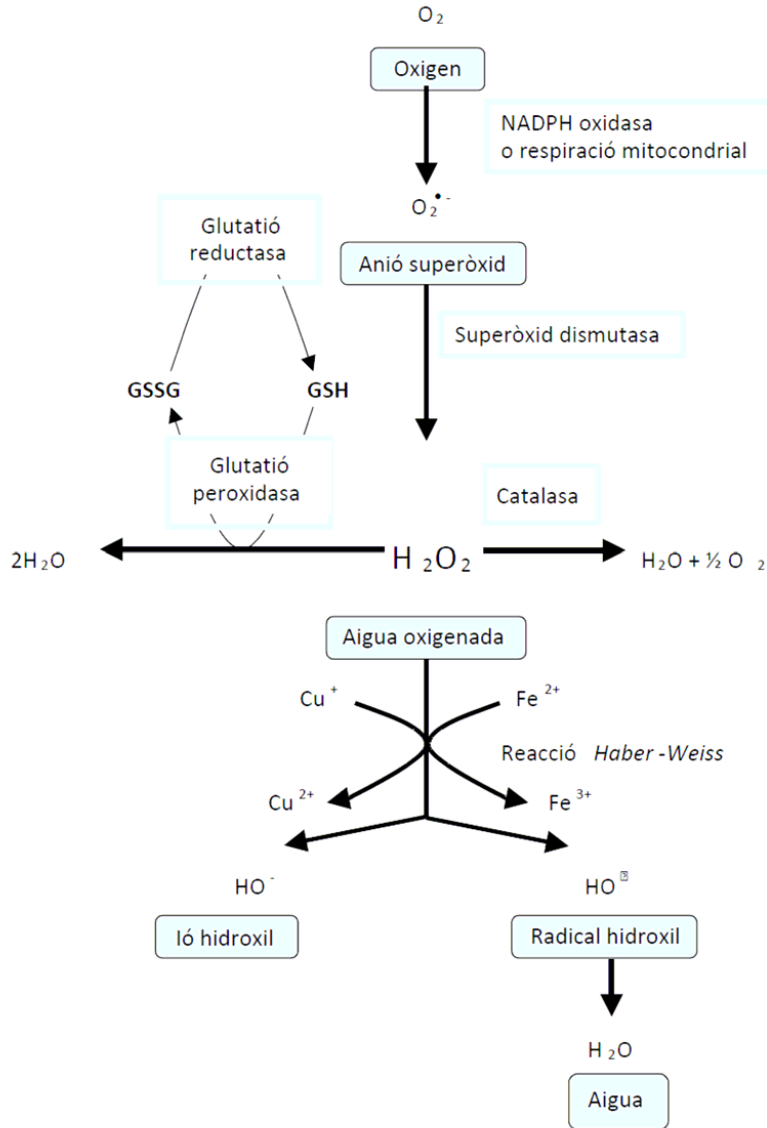 O₂
Oxigen
NADPH oxidasa
o respiració mitocondrial
O₂•-
Glutatió
reductasa
Anió superòxid
Superòxid dismutasa
GSSG
GSH
Glutatió
peroxidasa
Catalasa
2H₂O
H₂O₂
H₂O + ½ O₂
Aigua oxigenada
Cu⁺
Fe²⁺
Reacció Haber-Weiss
Cu²⁺
Fe³⁺
HO⁻
HO
Ió hidroxil
Radical hidroxil
H₂O
Aigua